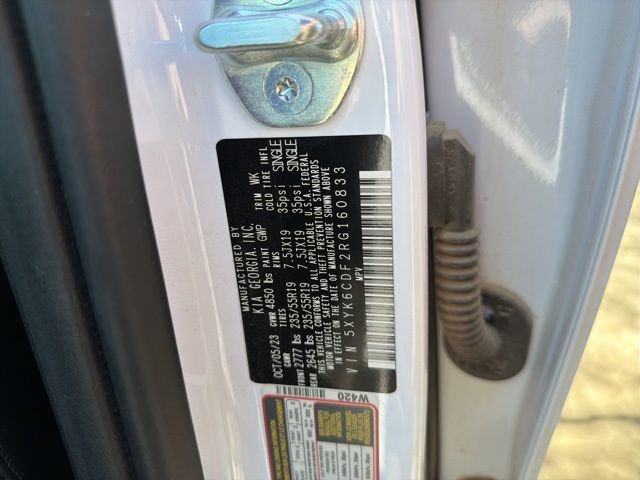 MANUFACTURED BY
KIA GEORGIA, INC.
OCT/05/23 GVWR 4850 lbs PAINT GWP TRIM WK
GAWR TIRES RIMS COLD TIRE INFL
FRONT 2777 lbs 235/55R19 7.5JX19 35psi SINGLE
REAR 2645 lbs 235/55R19 7.5JX19 35psi SINGLE
THIS VEHICLE CONFORMS TO ALL APPLICABLE U.S.A. FEDERAL
MOTOR VEHICLE SAFETY AND THEFT PREVENTION STANDARDS
IN EFFECT ON THE DATE OF MANUFACTURE SHOWN ABOVE
VIN 5XYK6CDF2RG160833
MPV
W420